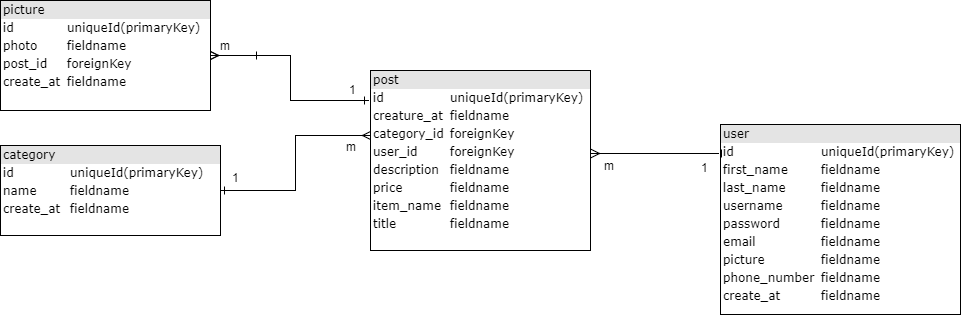 picture
id uniqueId(primaryKey)
photo fieldname
post_id foreignKey
create_at fieldname
m
1
category
id uniqueId(primaryKey)
name fieldname
create_at fieldname
1
m
post
id uniqueId(primaryKey)
creature_at fieldname
category_id foreignKey
user_id foreignKey
description fieldname
price fieldname
item_name fieldname
title fieldname
m
1
user
id uniqueId(primaryKey)
first_name fieldname
last_name fieldname
username fieldname
password fieldname
email fieldname
picture fieldname
phone_number fieldname
create_at fieldname